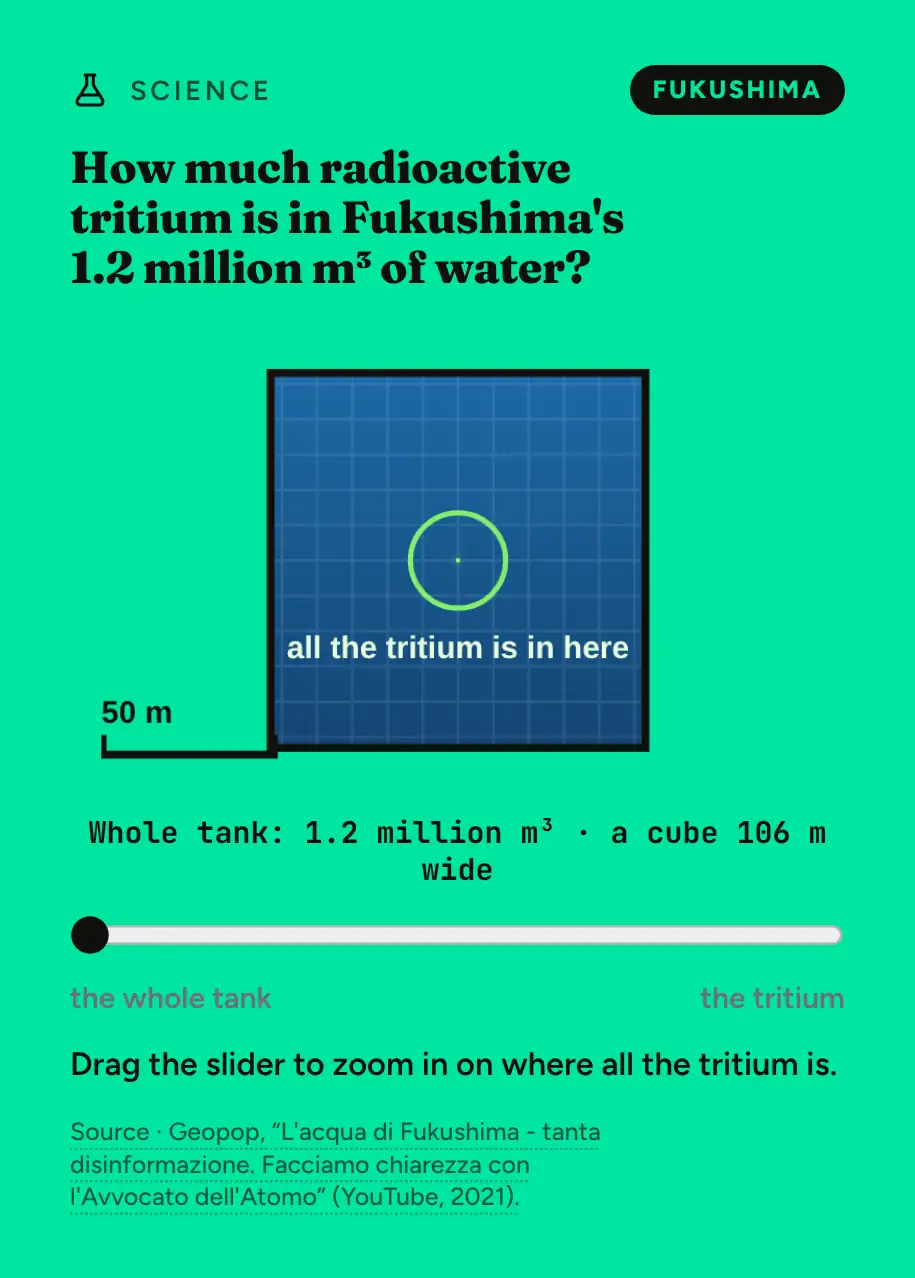 SCIENCE
FUKUSHIMA
How much radioactive
tritium is in Fukushima's
1.2 million m³ of water?
all the tritium is in here
50 m
Whole tank: 1.2 million m³ · a cube 106 m
wide
the whole tank
the tritium
Drag the slider to zoom in on where all the tritium is.
Source · Geopop, “L'acqua di Fukushima - tanta
disinformazione. Facciamo chiarezza con
l'Avvocato dell'Atomo” (YouTube, 2021).